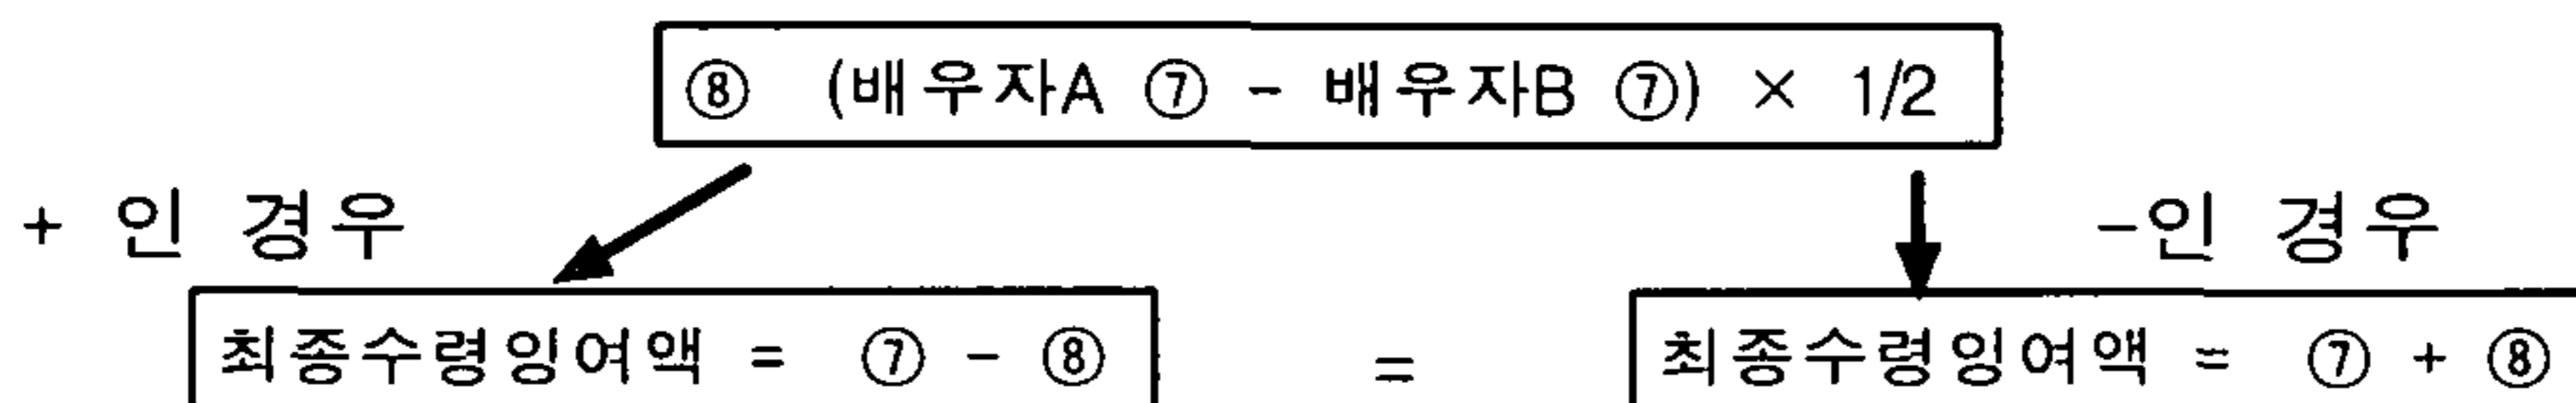 ⑧ (배우자A ⑦ - 배우자B ⑦) × 1/2
+ 인 경우 -인 경우
최종수령잉여액 = ⑦ - ⑧ = 최종수령잉여액 = ⑦ + ⑧